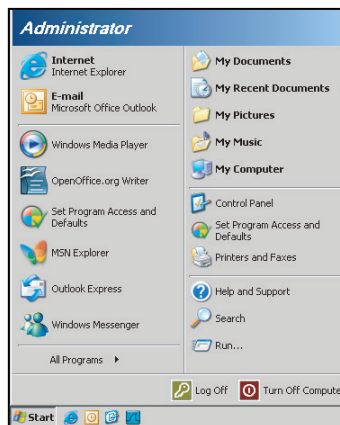 Administrator
Internet
Internet Explorer
E-mail
Microsoft Office Outlook
Windows Media Player
OpenOffice.org Writer
Set Program Access and
Defaults
MSN Explorer
Outlook Express
Windows Messenger
All Programs
My Documents
My Recent Documents
My Pictures
My Music
My Computer
Control Panel
Set Program Access and
Defaults
Printers and Faxes
Help and Support
Search
Run...
Log Off
Turn Off Compute
Start